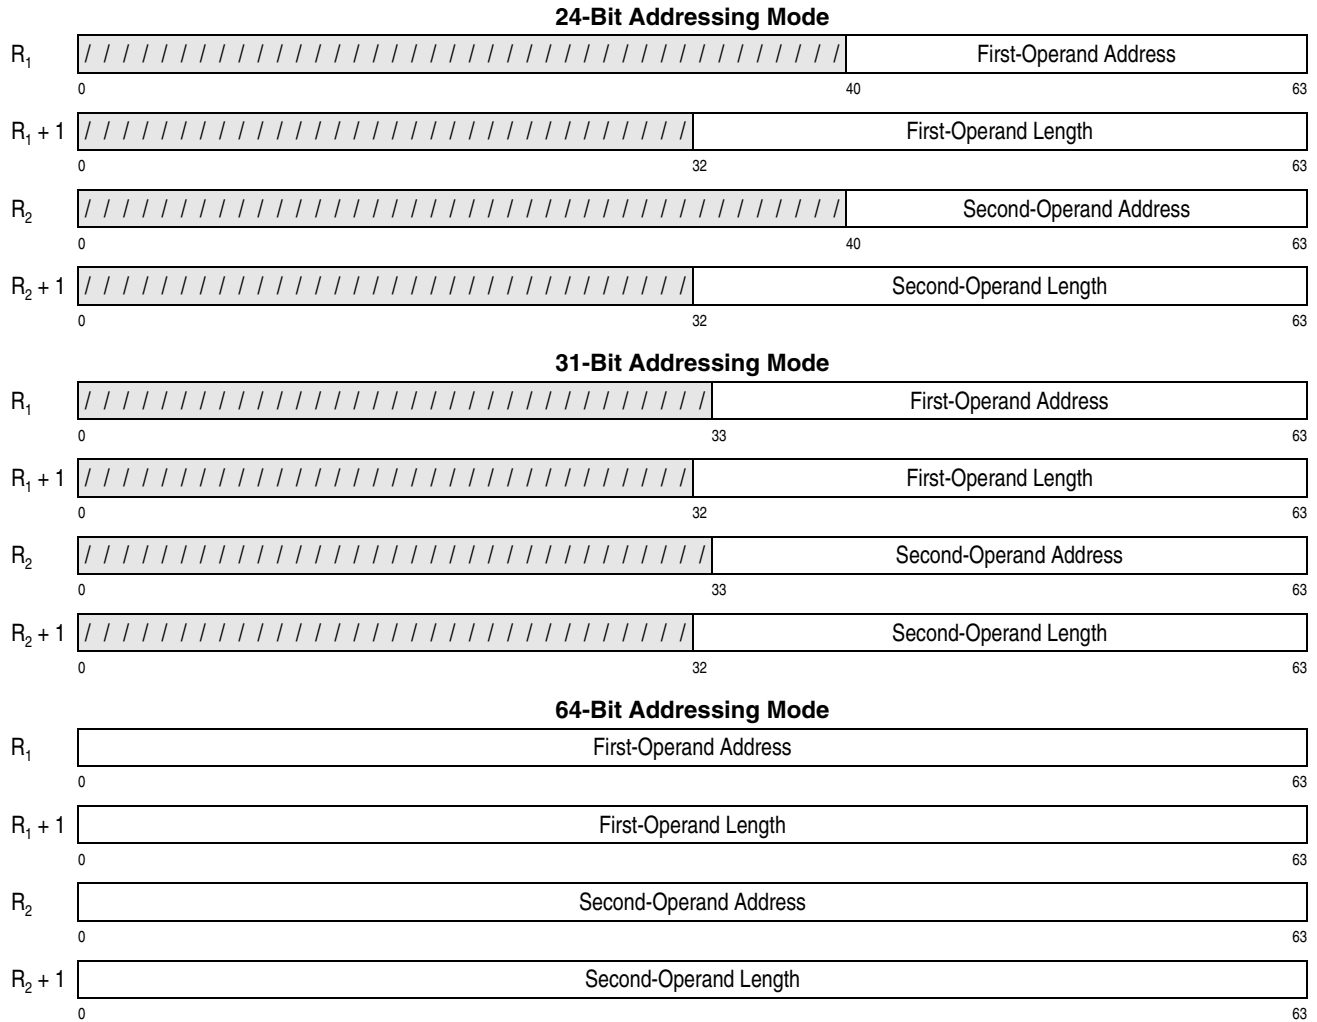 24-Bit Addressing Mode
R1 / / / / / / / / / / / / / / / / / / / / / / / / / / / / / / / / / / / / / / / / First-Operand Address
0 40 63
R1 + 1 / / / / / / / / / / / / / / / / / / / / / / / / / / / / / / / / First-Operand Length
0 32 63
R2 / / / / / / / / / / / / / / / / / / / / / / / / / / / / / / / / / / / / / / / / Second-Operand Address
0 40 63
R2 + 1 / / / / / / / / / / / / / / / / / / / / / / / / / / / / / / / / Second-Operand Length
0 32 63
31-Bit Addressing Mode
R1 / / / / / / / / / / / / / / / / / / / / / / / / / / / / / / / / / First-Operand Address
0 33 63
R1 + 1 / / / / / / / / / / / / / / / / / / / / / / / / / / / / / / / / First-Operand Length
0 32 63
R2 / / / / / / / / / / / / / / / / / / / / / / / / / / / / / / / / / Second-Operand Address
0 33 63
R2 + 1 / / / / / / / / / / / / / / / / / / / / / / / / / / / / / / / / Second-Operand Length
0 32 63
64-Bit Addressing Mode
R1 First-Operand Address
0 63
R1 + 1 First-Operand Length
0 63
R2 Second-Operand Address
0 63
R2 + 1 Second-Operand Length
0 63